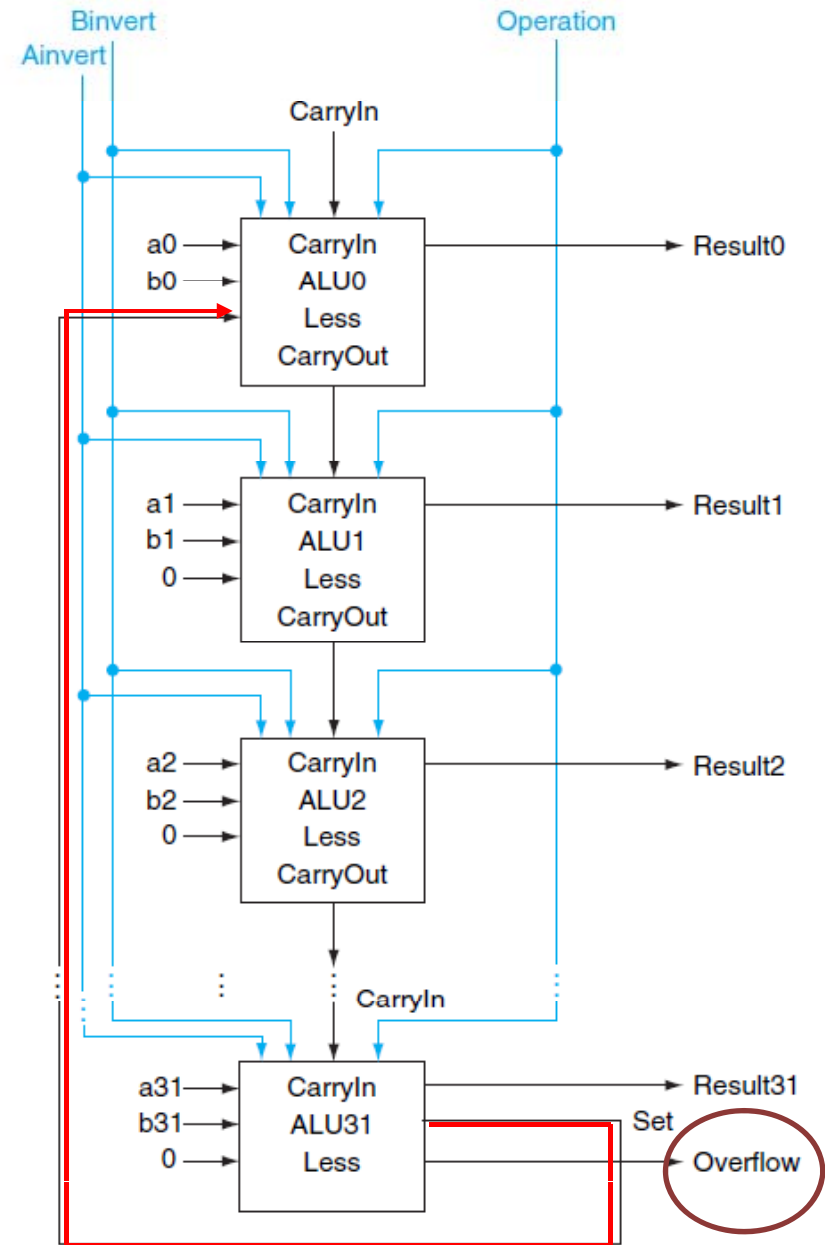 Binvert
Operation
Ainvert
CarryIn
a0 CarryIn Result0
b0 ALU0
Less
CarryOut
a1 CarryIn Result1
b1 ALU1
0 Less
CarryOut
a2 CarryIn Result2
b2 ALU2
0 Less
CarryOut
CarryIn
a31 CarryIn Result31
b31 ALU31 Set
0 Less Overflow